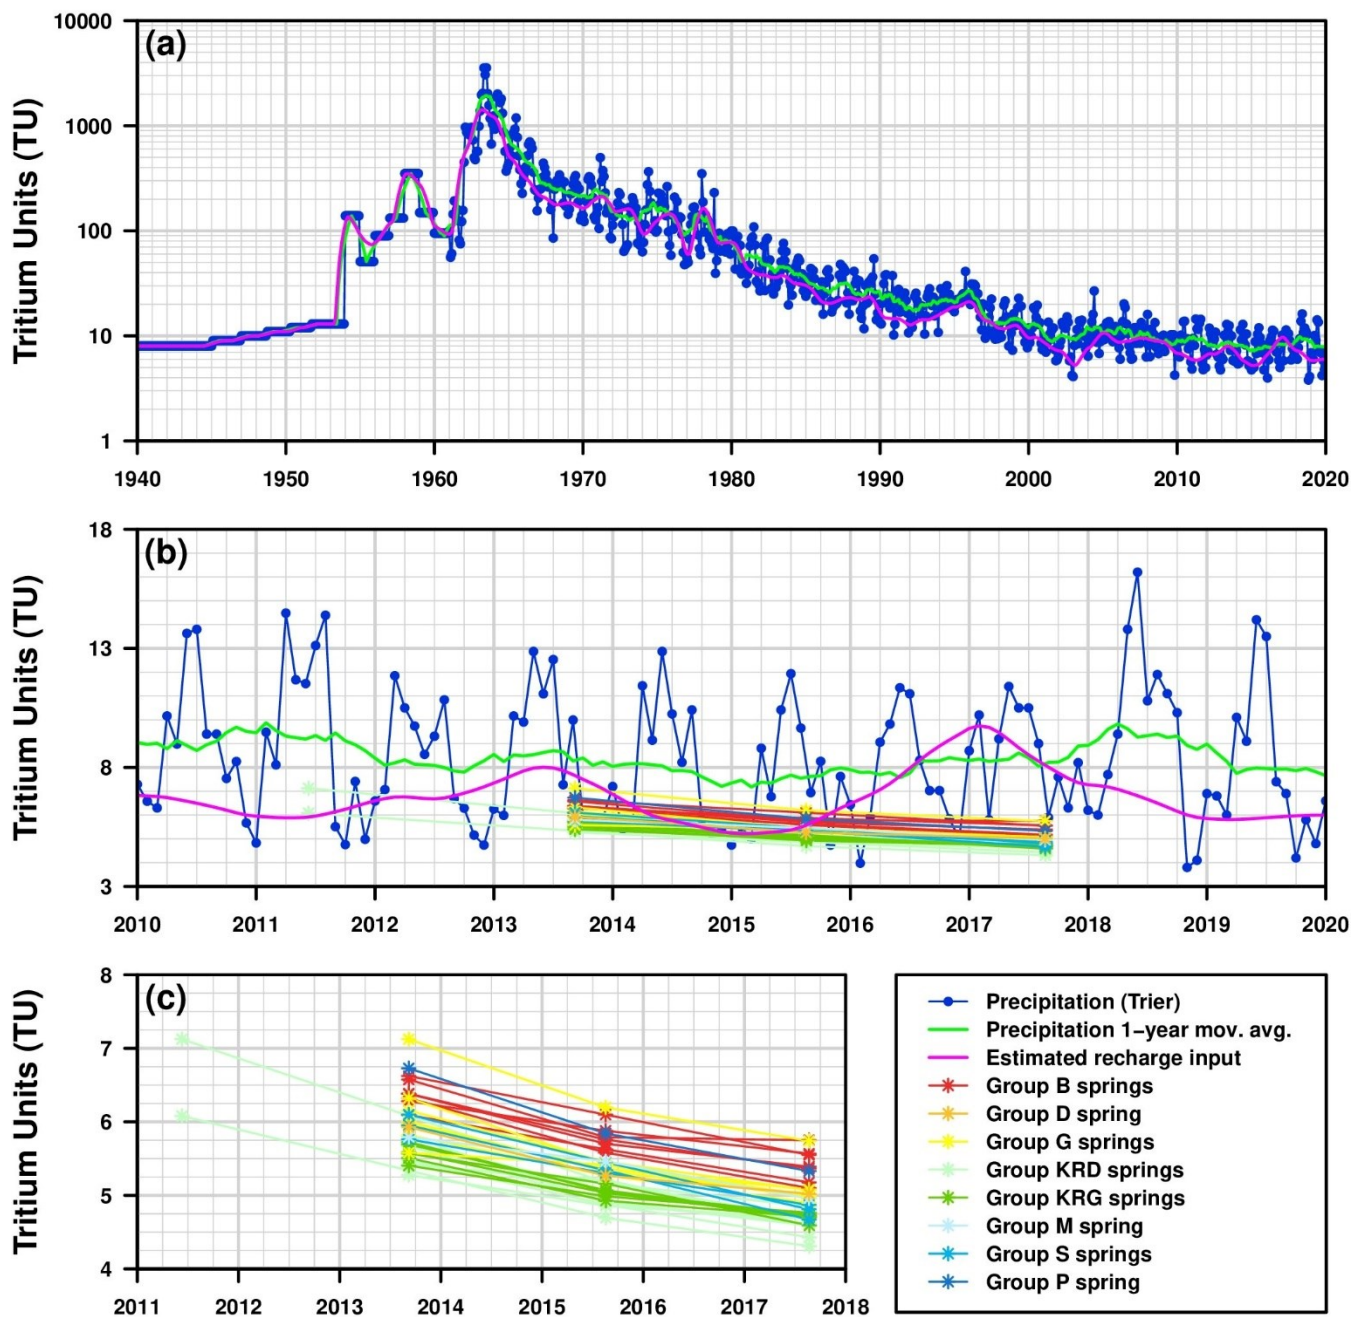 (a)
Tritium Units (TU)
10000
1000
100
10
1
1940 1950 1960 1970 1980 1990 2000 2010 2020
(b)
Tritium Units (TU)
18
13
8
3
2010 2011 2012 2013 2014 2015 2016 2017 2018 2019 2020
(c)
Tritium Units (TU)
8
7
6
5
4
2011 2012 2013 2014 2015 2016 2017 2018
Precipitation (Trier)
Precipitation 1−year mov. avg.
Estimated recharge input
Group B springs
Group D spring
Group G springs
Group KRD springs
Group KRG springs
Group M spring
Group S springs
Group P spring